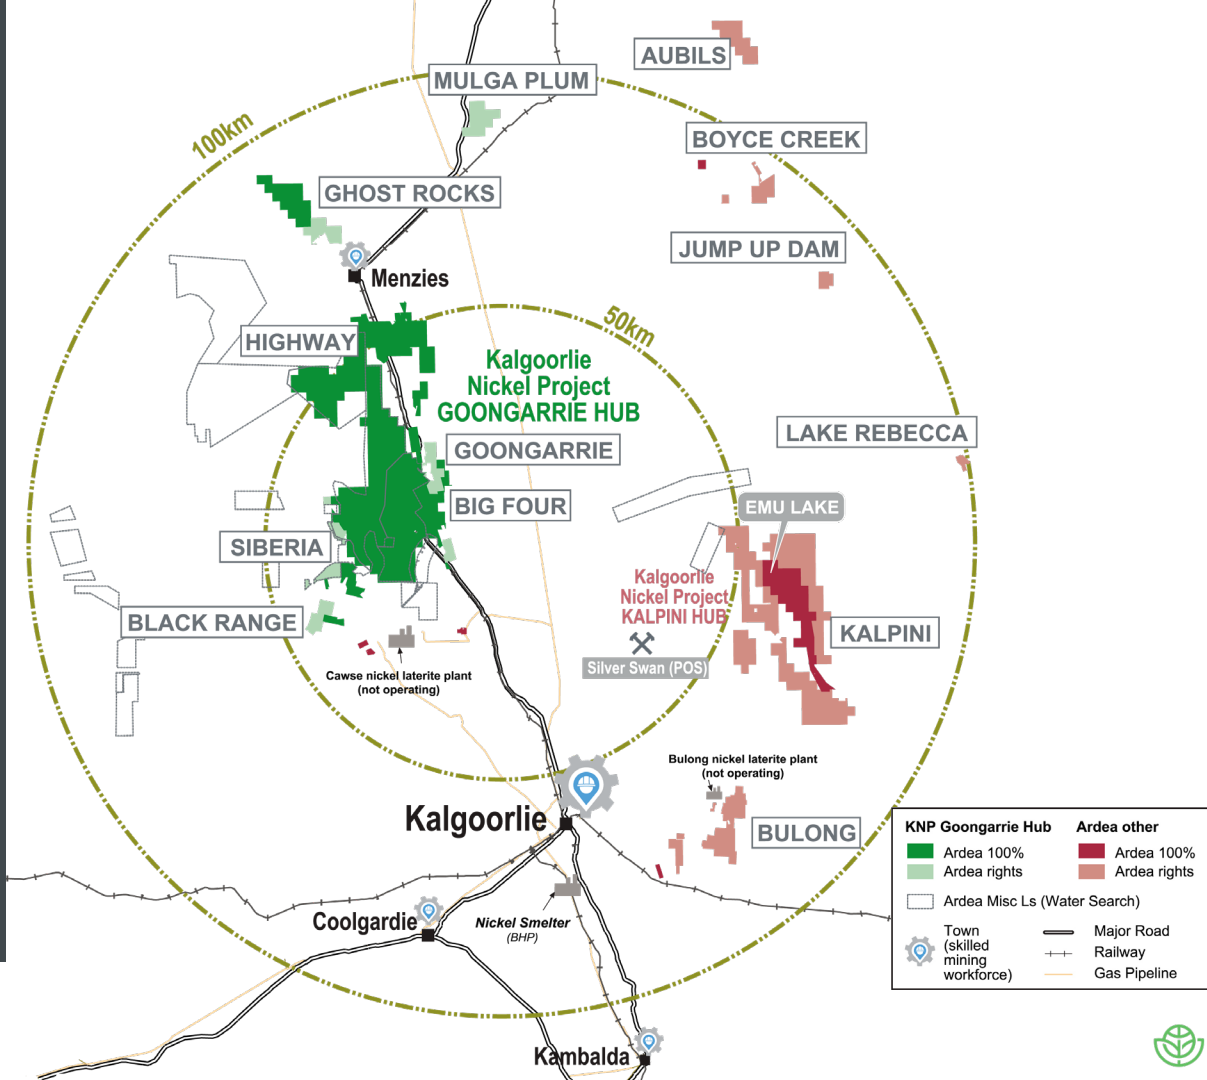 AUBILS
MULGA PLUM
100km
BOYCE CREEK
GHOST ROCKS
JUMP UP DAM
Menzies
50km
HIGHWAY
Kalgoorlie
Nickel Project
GOONGARRIE HUB
LAKE REBECCA
GOONGARRIE
BIG FOUR
EMU LAKE
SIBERIA
Kalgoorlie
Nickel Project
KALPINI HUB
BLACK RANGE
KALPINI
Silver Swan (POS)
Cawse nickel laterite plant
(not operating)
Bulong nickel laterite plant
(not operating)
Kalgoorlie
BULONG
KNP Goongarrie Hub
Ardea 100%
Ardea rights
Ardea other
Ardea 100%
Ardea rights
Ardea Misc Ls (Water Search)
Town
(skilled
mining
workforce)
Major Road
Railway
Gas Pipeline
Coolgardie
Nickel Smelter
(BHP)
Kambalda